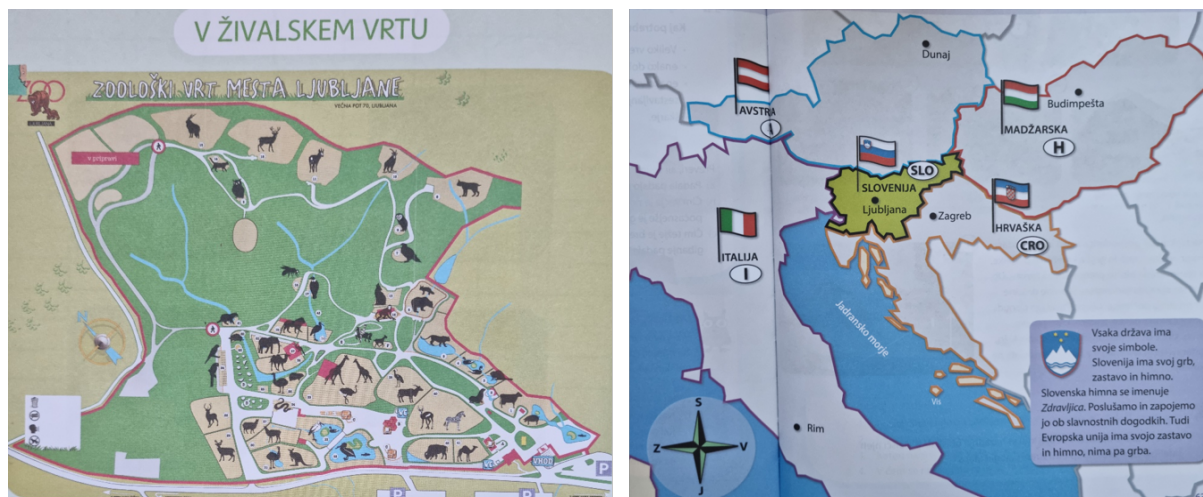 V ŽIVALSKEM VRTU
ZOO
ZOOLOŠKI VRT MESTA LJUBLJANE
VEČNA POT 70, LJUBLJANA
v pripravi
N
VHOD
P
P
P
Dunaj
AVSTR
Budimpešta
MADŽARSKA
H
SLO
SLOVENIJA
Ljubljana
Zagreb
HRVAŠKA
CRO
ITALIJA
I
Jadransko morje
Vis
Rim
S
Z
V
J
Vsaka država ima
svoje simbole.
Slovenija ima svoj grb,
zastavo in himno.
Slovenska himna se imenuje
Zdravljica. Poslušamo in zapojemo
jo ob slavnostnih dogodkih. Tudi
Evropska unija ima svojo zastavo
in himno, nima pa grba.